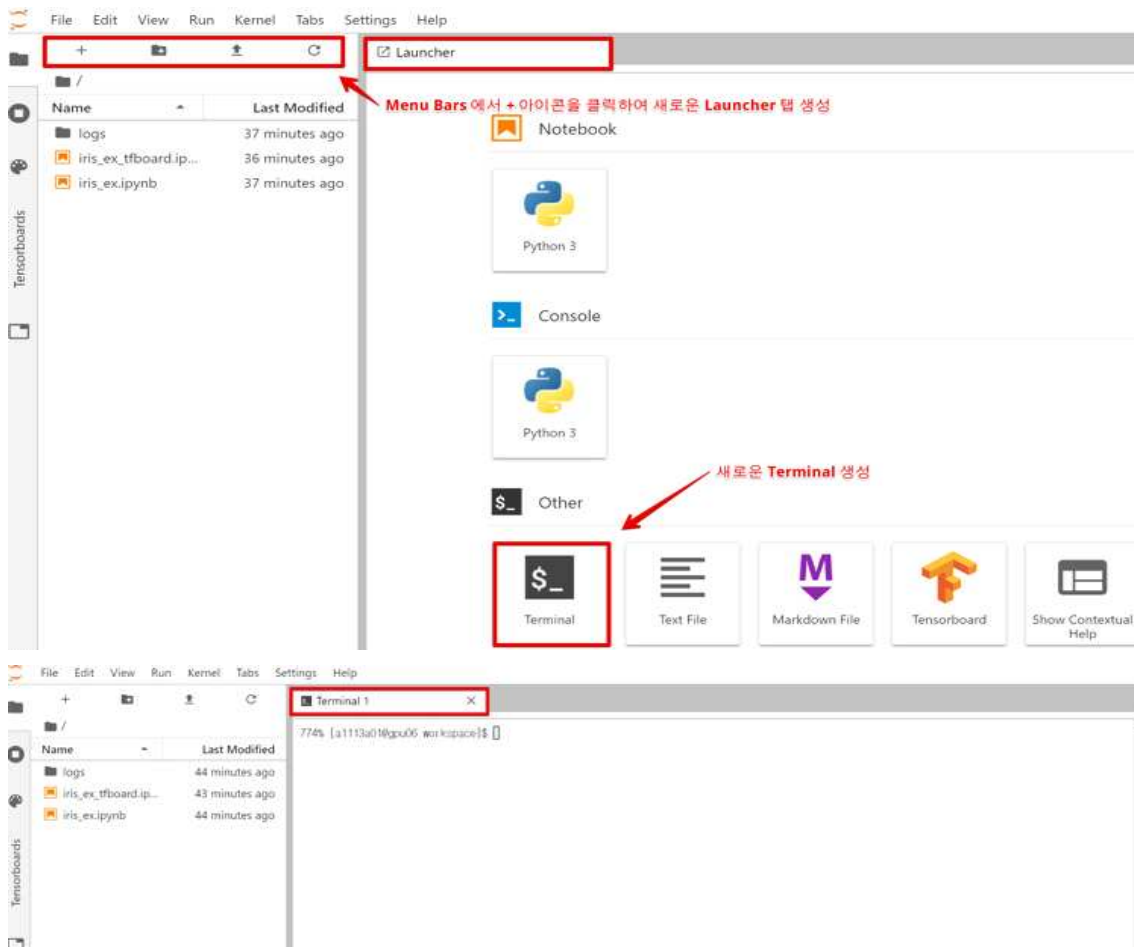 File Edit View Run Kernel Tabs Settings Help
Launcher
/
Menu Bars 에서 + 아이콘을 클릭하여 새로운 Launcher 탭 생성
Name Last Modified
logs 37 minutes ago
iris_ex_tfboard.ip... 36 minutes ago
iris_ex.ipynb 37 minutes ago
Tensorboards
Notebook
Python 3
Console
Python 3
새로운 Terminal 생성
$_ Other
$_
Terminal
Text File
Markdown File
Tensorboard
Show Contextual
Help
File Edit View Run Kernel Tabs Settings Help
Terminal 1
/
774% [a1113a01@gpu06 workspace]$
Name Last Modified
logs 44 minutes ago
iris_ex_tfboard.ip... 43 minutes ago
iris_ex.ipynb 44 minutes ago
Tensorboards